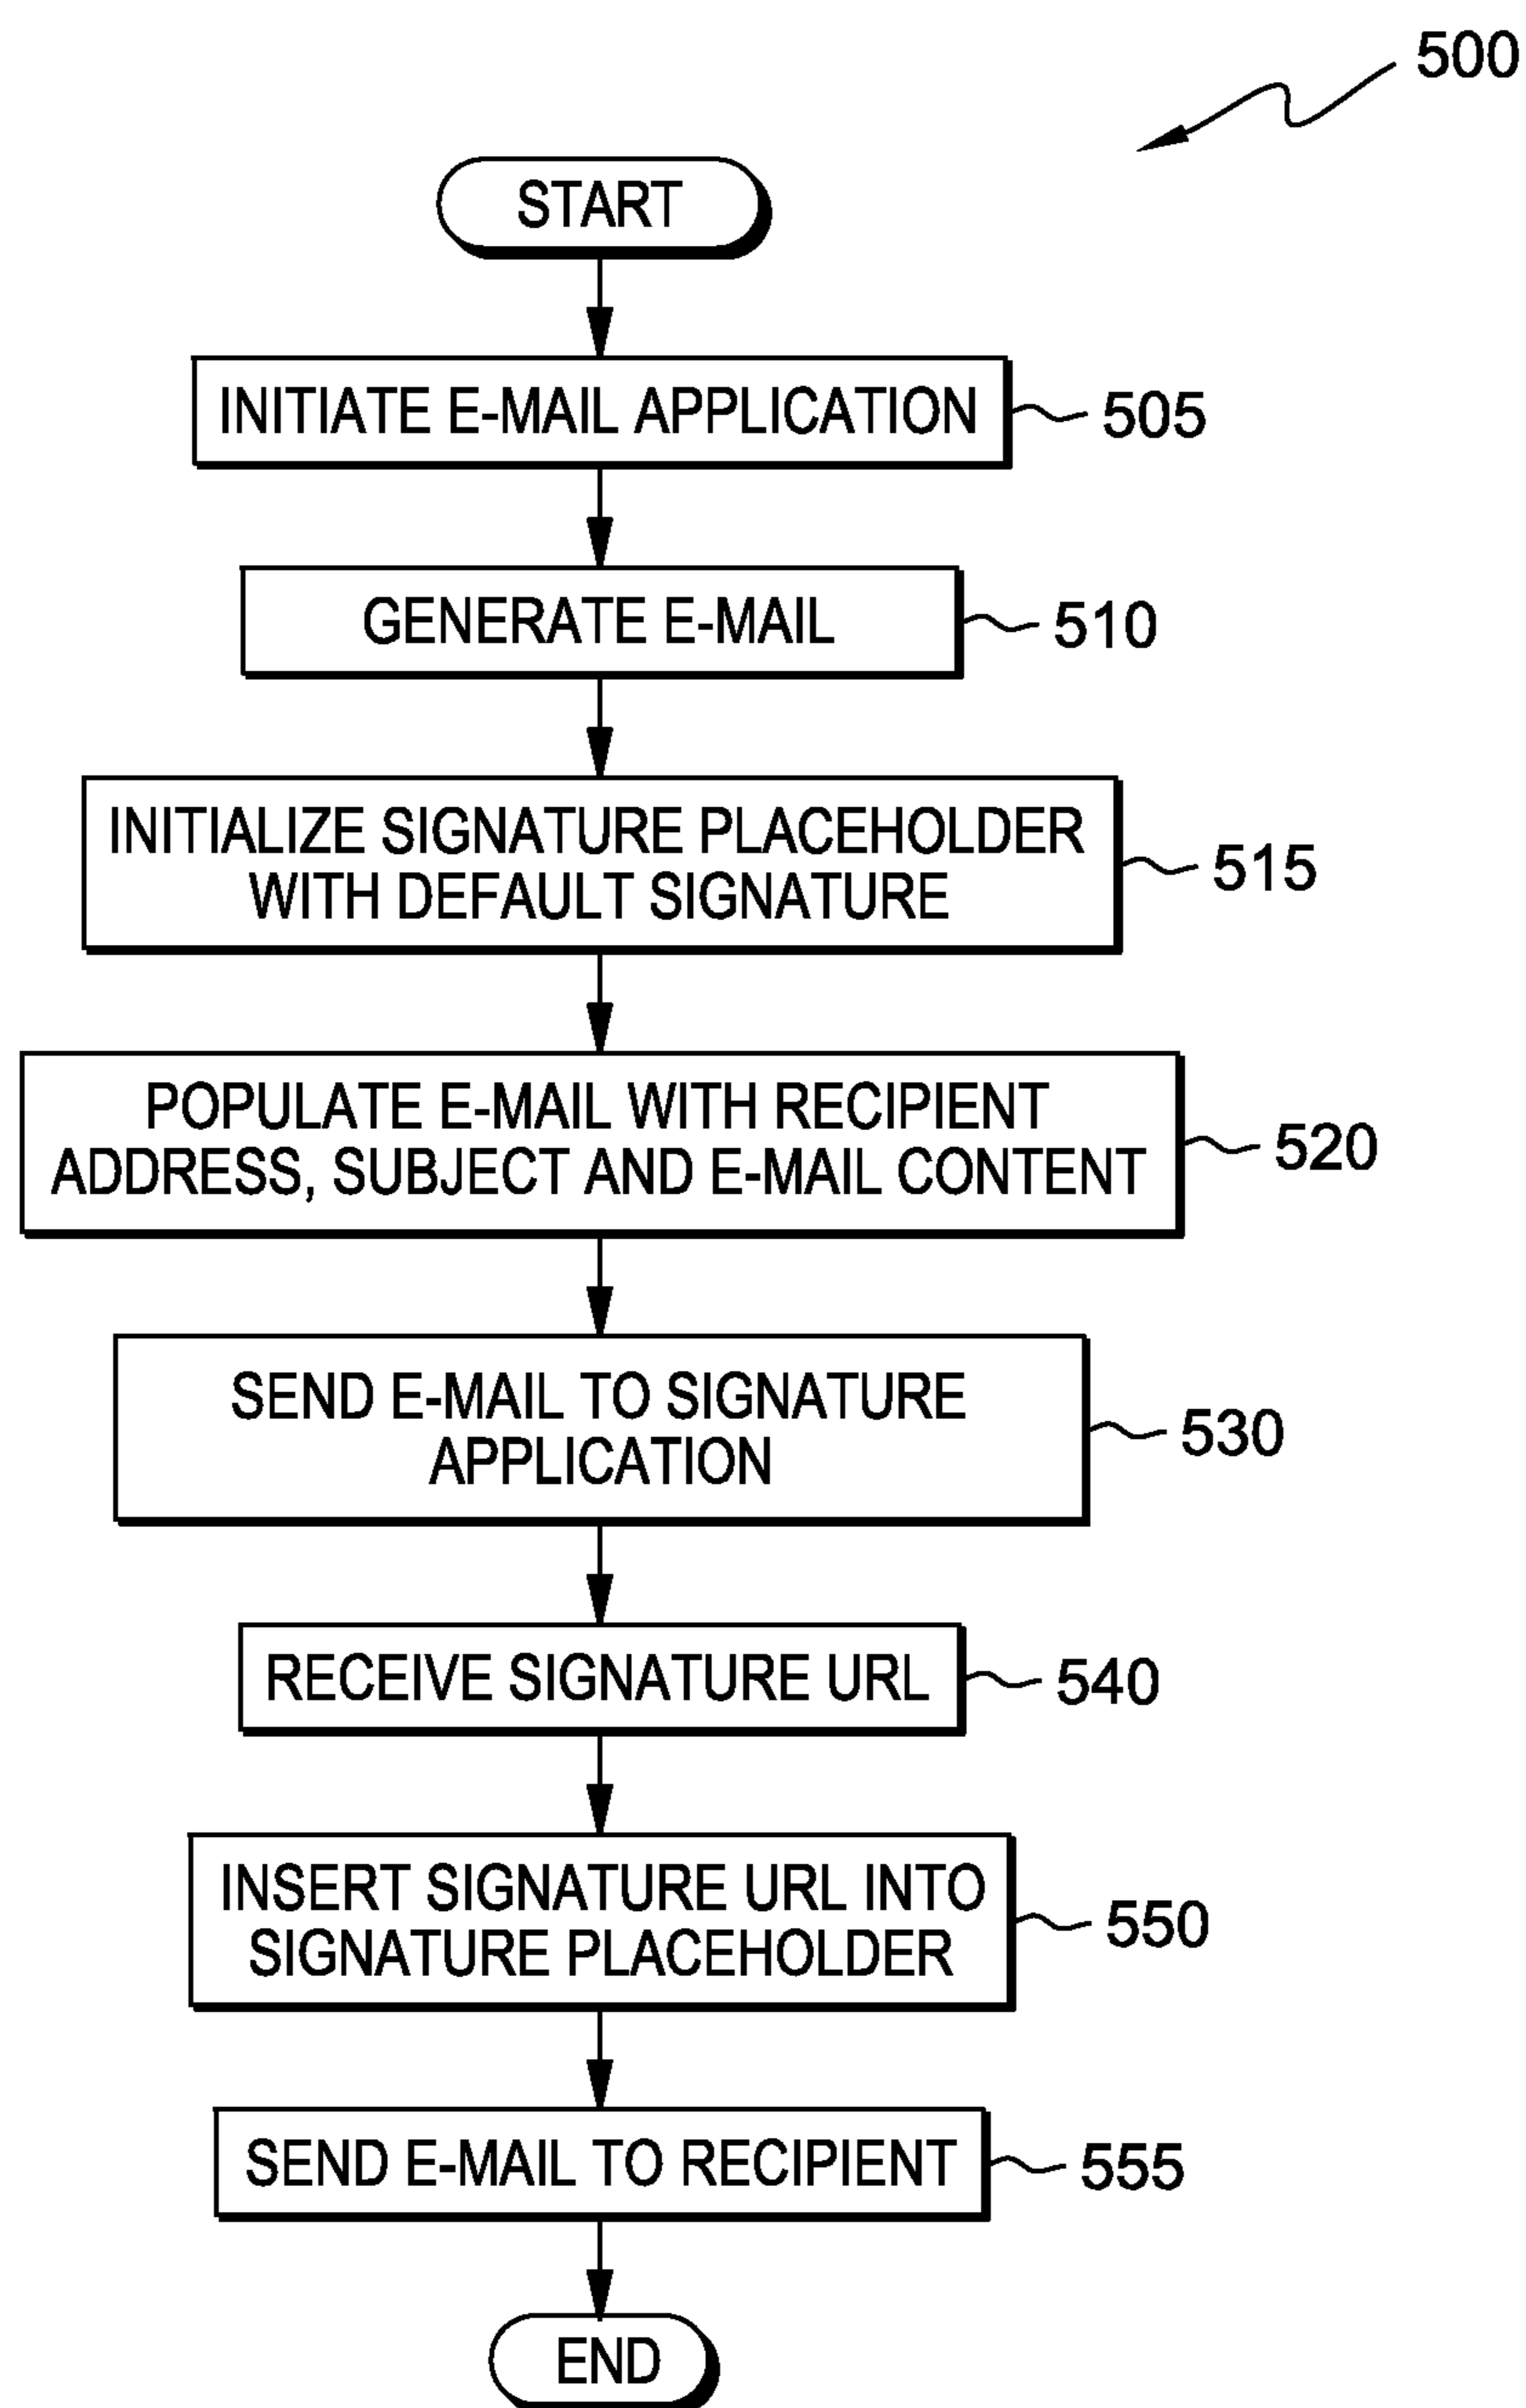 500
START
INITIATE E-MAIL APPLICATION
505
GENERATE E-MAIL
510
INITIALIZE SIGNATURE PLACEHOLDER
WITH DEFAULT SIGNATURE
515
POPULATE E-MAIL WITH RECIPIENT
ADDRESS, SUBJECT AND E-MAIL CONTENT
520
SEND E-MAIL TO SIGNATURE
APPLICATION
530
RECEIVE SIGNATURE URL
540
INSERT SIGNATURE URL INTO
SIGNATURE PLACEHOLDER
550
SEND E-MAIL TO RECIPIENT
555
END